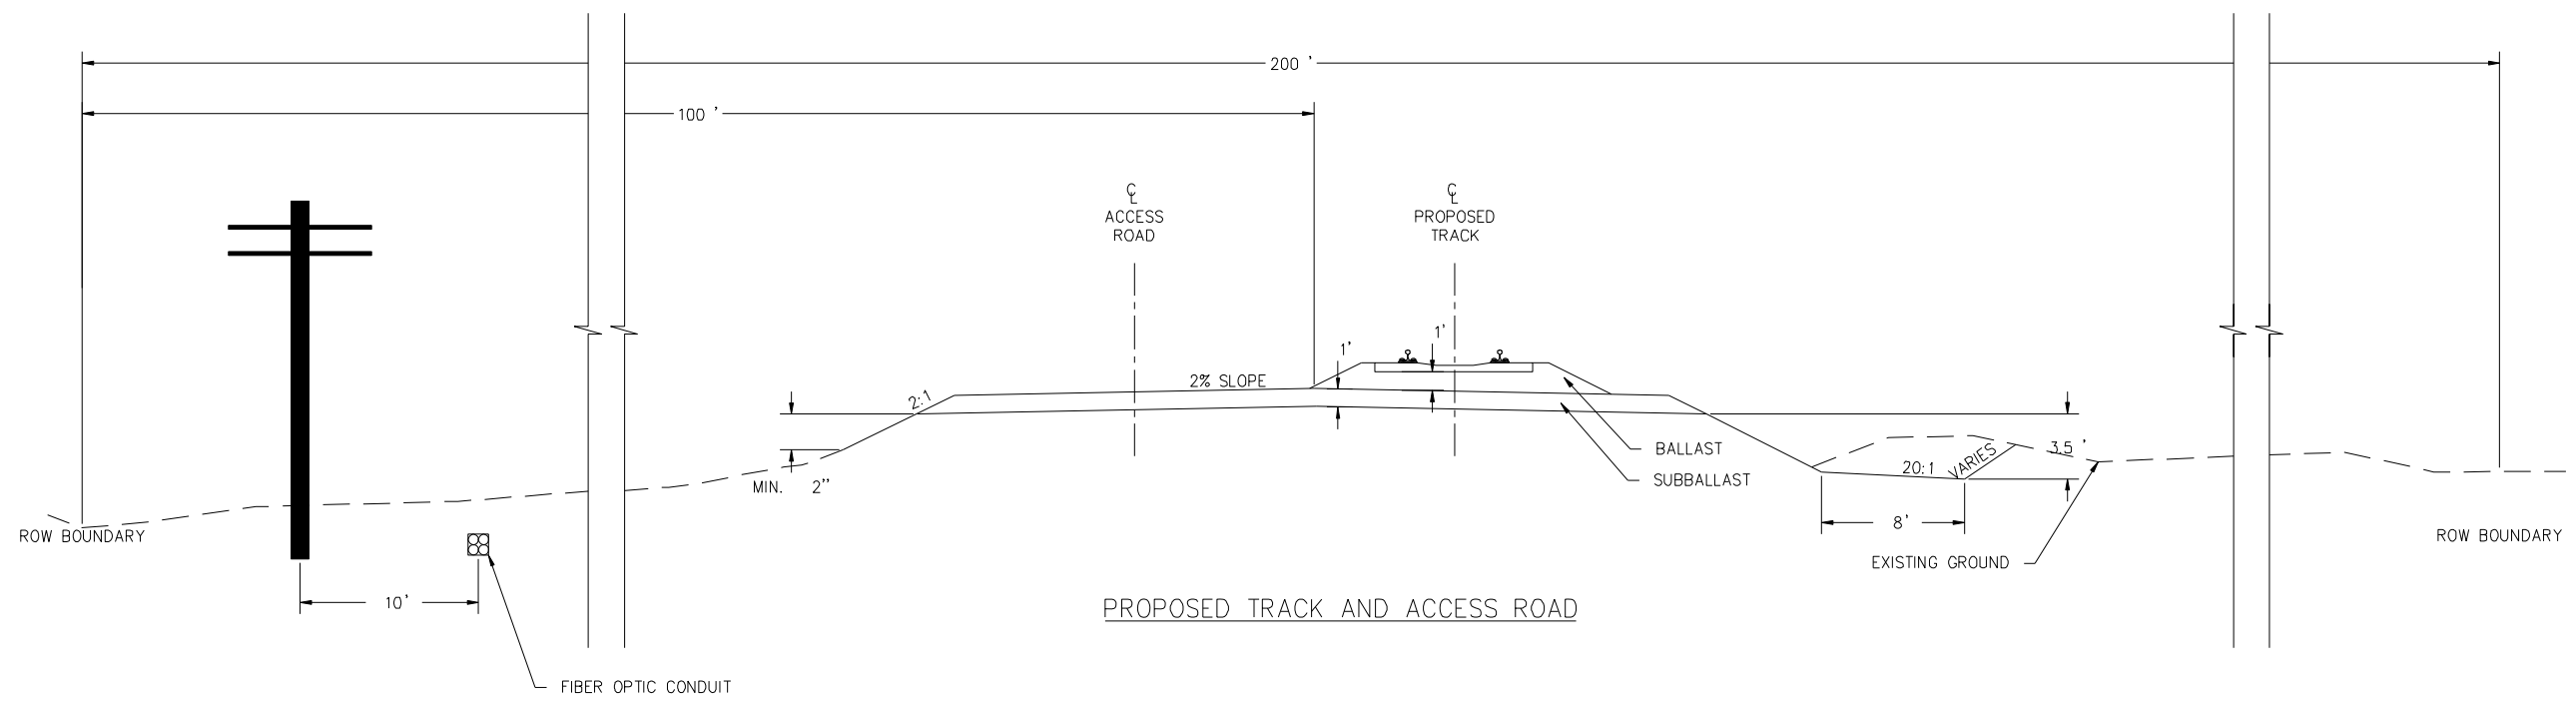 200 '
100 '
℄
ACCESS
ROAD
℄
PROPOSED
TRACK
1'
1'
2% SLOPE
2:1
MIN. 2"
BALLAST
SUBBALLAST
20:1
VARIES
3.5 '
8'
EXISTING GROUND
ROW BOUNDARY
ROW BOUNDARY
10'
FIBER OPTIC CONDUIT
PROPOSED TRACK AND ACCESS ROAD